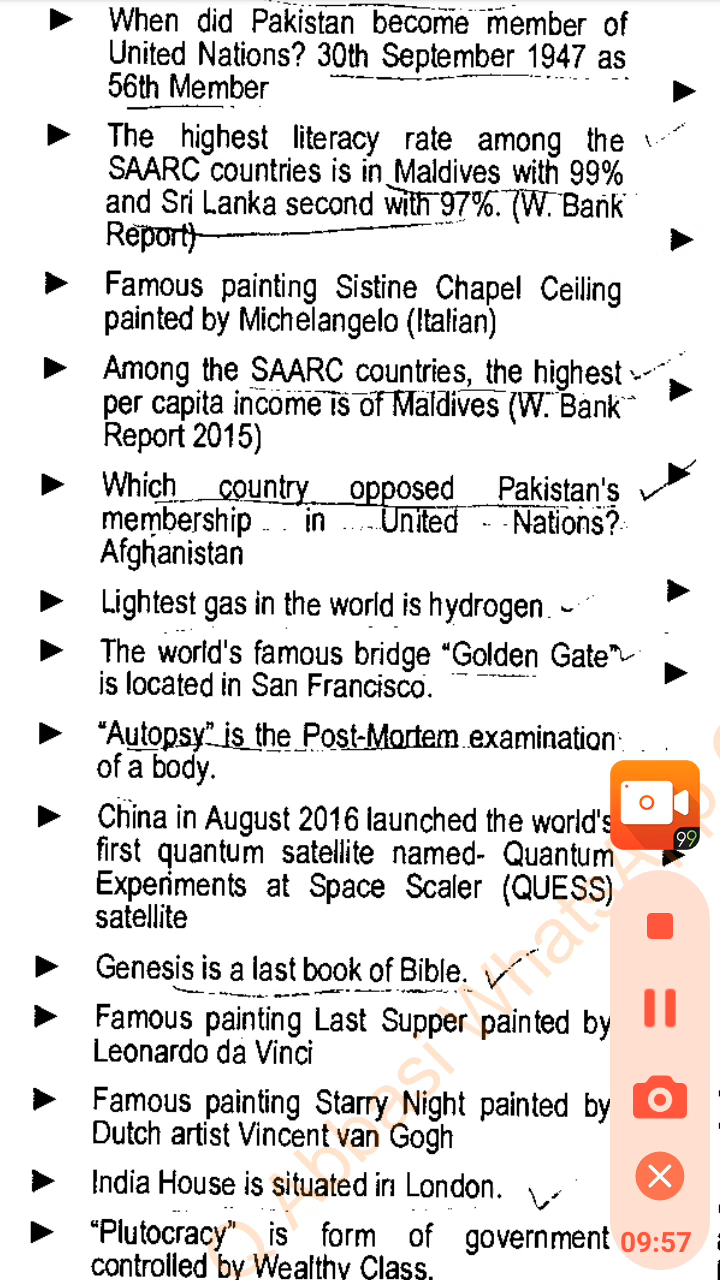 ► When did Pakistan become member of
United Nations? 30th September 1947 as
56th Member
► The highest literacy rate among the
SAARC countries is in Maldives with 99%
and Sri Lanka second with 97%. (W. Bank
Report)
► Famous painting Sistine Chapel Ceiling
painted by Michelangelo (Italian)
► Among the SAARC countries, the highest
per capita income is of Maldives (W. Bank
Report 2015)
► Which country opposed Pakistan's
membership in United Nations?
Afghanistan
► Lightest gas in the world is hydrogen.
► The world's famous bridge "Golden Gate"
is located in San Francisco.
► "Autopsy" is the Post-Mortem examination
of a body.
► China in August 2016 launched the world's
first quantum satellite named- Quantum
Experiments at Space Scaler (QUESS)
satellite
► Genesis is a last book of Bible.
► Famous painting Last Supper painted by
Leonardo da Vinci
► Famous painting Starry Night painted by
Dutch artist Vincent van Gogh
► India House is situated in London.
► "Plutocracy" is form of government
controlled by Wealthy Class.
Q Abbasi WhatsApp
99
09:57